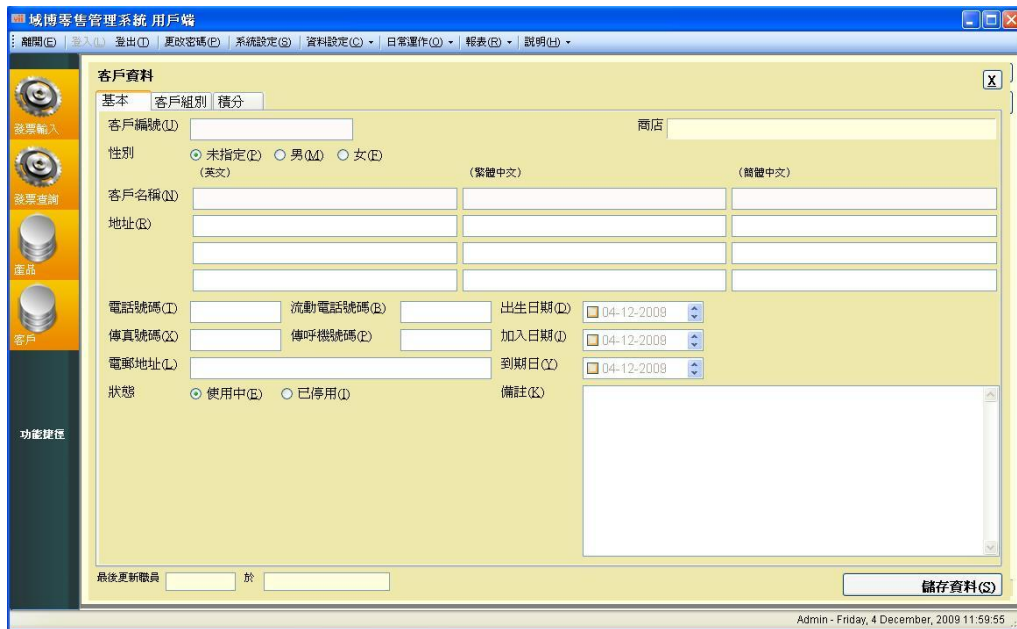 域博零售管理系統 用戶端
離開(E) 登入(L) 登出(T) 更改密碼(P) 系統設定(S) 資料設定(C) 日常運作(O) 報表(R) 說明(H)
客戶資料
X
基本 客戶組別 積分
客戶編號(U) 商店
性別 未指定(P) 男(M) 女(F)
(英文) (繁體中文) (簡體中文)
客戶名稱(N)
地址(R)
電話號碼(T) 流動電話號碼(B) 出生日期(D) 04-12-2009
傳真號碼(X) 傳呼機號碼(P) 加入日期(J) 04-12-2009
電郵地址(L) 到期日(Y) 04-12-2009
狀態 使用中(E) 已停用(I) 備註(K)
最後更新職員 於
儲存資料(S)
發票輸入
發票查詢
產品
客戶
功能捷徑
Admin - Friday, 4 December, 2009 11:59:55